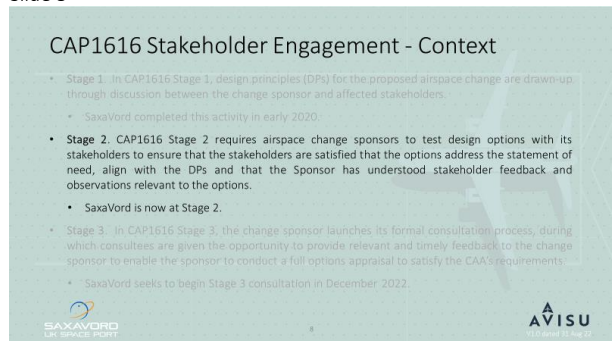 CAP1616 Stakeholder Engagement - Context
• Stage 1. In CAP1616 Stage 1, design principles (DPs) for the proposed airspace change are drawn-up
through discussion between the change sponsor and affected stakeholders.
• SaxaVord completed this activity in early 2020.
• Stage 2. CAP1616 Stage 2 requires airspace change sponsors to test design options with its
stakeholders to ensure that the stakeholders are satisfied that the options address the statement of
need, align with the DPs and that the Sponsor has understood stakeholder feedback and
observations relevant to the options.
• SaxaVord is now at Stage 2.
• Stage 3. In CAP1616 Stage 3, the change sponsor launches its formal consultation process, during
which consultees are given the opportunity to provide relevant and timely feedback to the change
sponsor to enable the sponsor to conduct a full options appraisal to satisfy the CAA's requirements
• SaxaVord seeks to begin Stage 3 consultation in December 2022.
SAXAVORD
UK SPACE PORT
AVISU
V1.0 dated 31 Aug 22